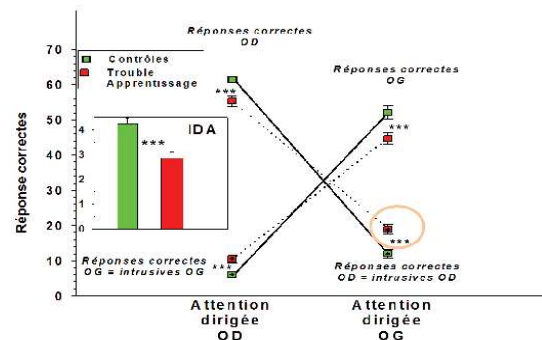 Réponses correctes
OD
Contrôles
Trouble
Apprentissage
Réponses correctes
OG
70
60
50
40
30
20
10
0
Réponse correctes
IDA
4
3
2
1
0
***
***
***
***
***
Réponses correctes
OG = intrusives OG
Réponses correctes
OD = intrusives OD
Attention
dirigée
OD
Attention
dirigée
OG